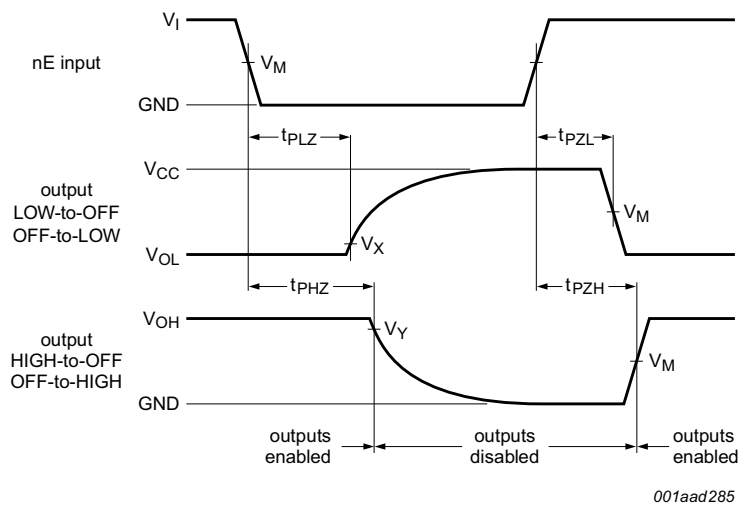 V_I
nE input
V_M
GND
t_PLZ
t_PZL
V_CC
output
LOW-to-OFF
OFF-to-LOW
V_M
V_X
V_OL
t_PHZ
t_PZH
V_OH
V_Y
output
HIGH-to-OFF
OFF-to-HIGH
V_M
GND
outputs
enabled
outputs
disabled
outputs
enabled
001aad285